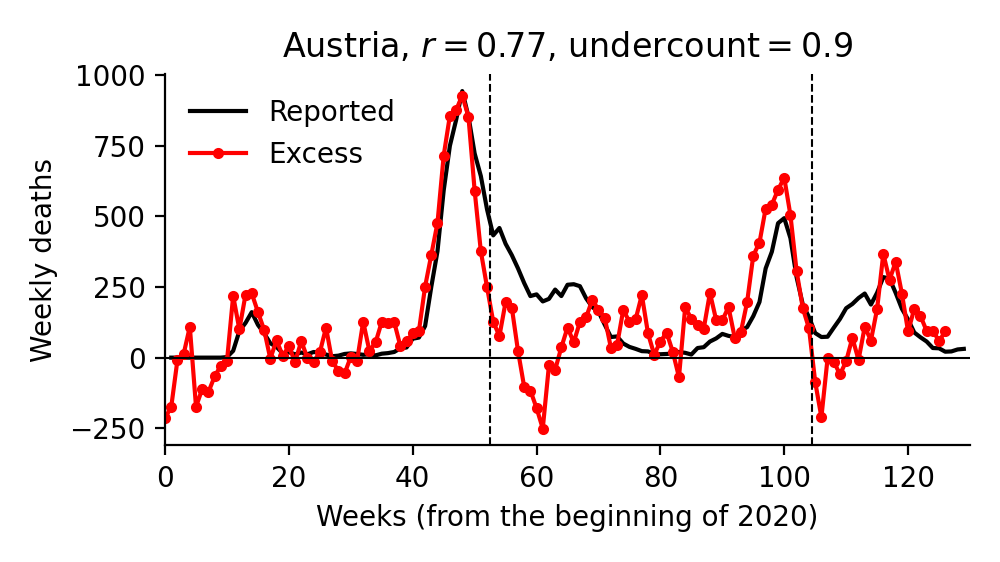 Austria, r = 0.77, undercount = 0.9
1000
750
500
250
0
−250
Weekly deaths
Reported
Excess
0 20 40 60 80 100 120
Weeks (from the beginning of 2020)